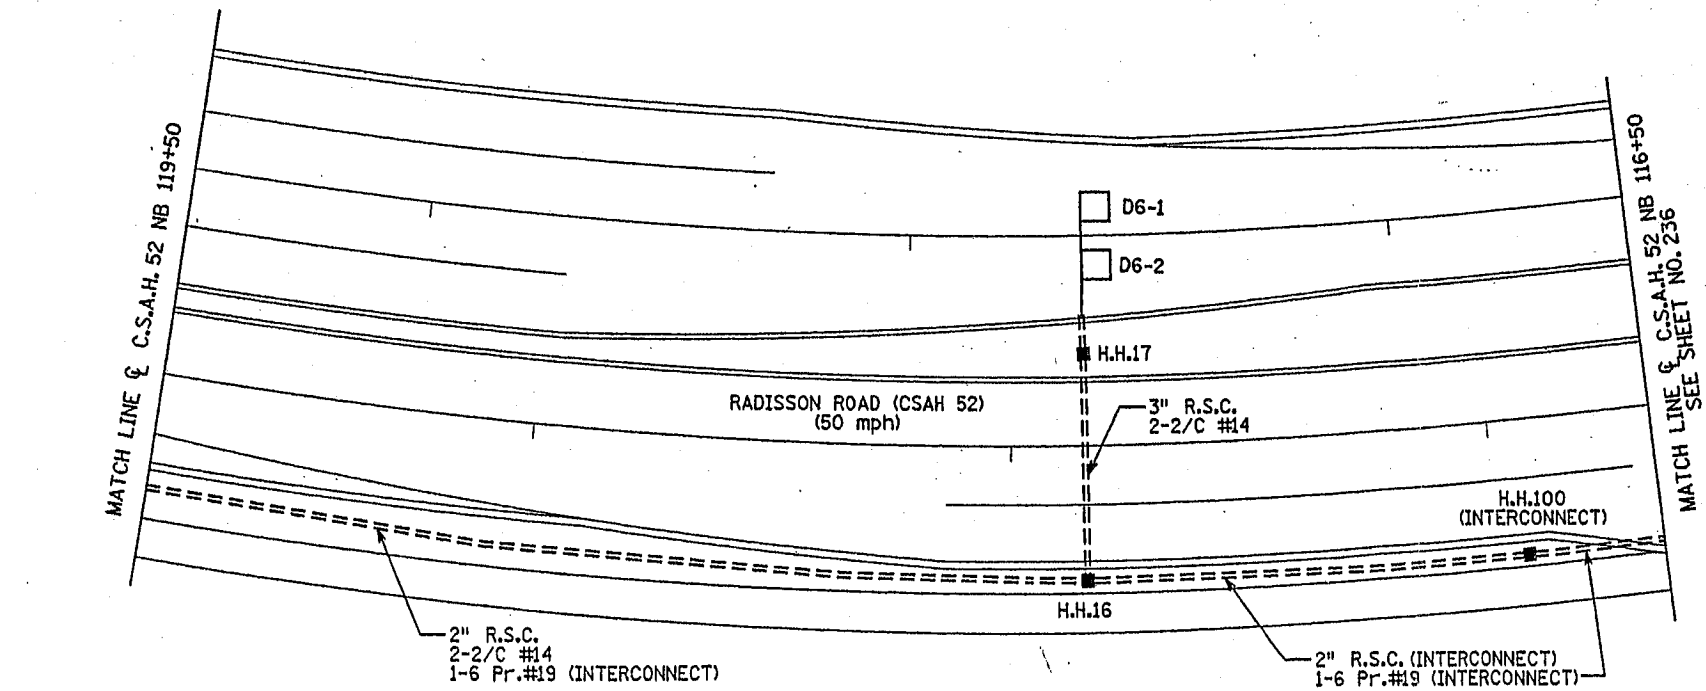 MATCH LINE ℄ C.S.A.H. 52 NB 119+50
D6-1
D6-2
H.H.17
RADISSON ROAD (CSAH 52)
(50 mph)
3" R.S.C.
2-2/C #14
H.H.100
(INTERCONNECT)
H.H.16
2" R.S.C.
2-2/C #14
1-6 Pr.#19 (INTERCONNECT)
2" R.S.C. (INTERCONNECT)
1-6 Pr.#19 (INTERCONNECT)
MATCH LINE ℄ C.S.A.H. 52 NB 116+50
SEE SHEET NO. 236